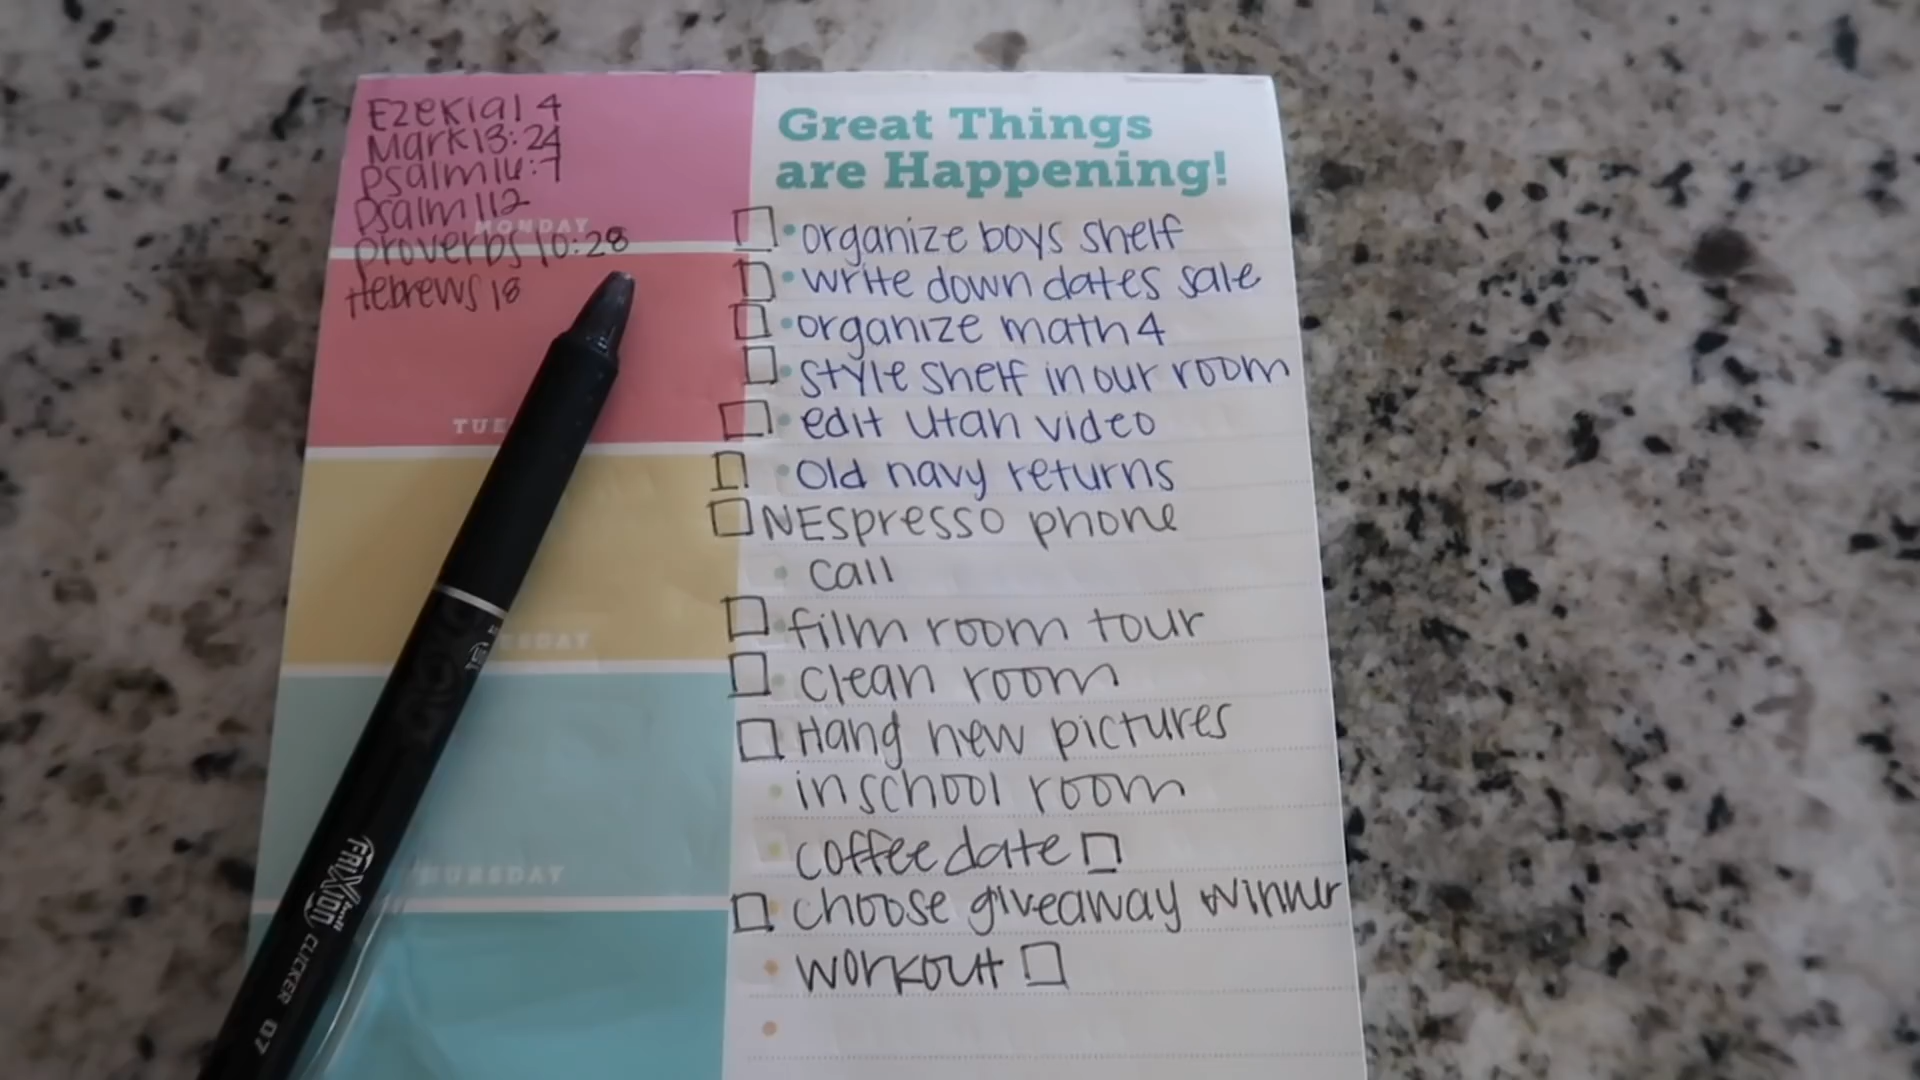 Ezekial 4
Mark 13:24
Psalm 16:7
Psalm 112
MONDAY
Proverbs 10:28
Hebrews 18
TUE
SDAY
THURSDAY
FRIXION CLICKER 07
Great Things
are Happening!
organize boys shelf
write down dates sale
organize math 4
style shelf in our room
edit Utah video
Old navy returns
NEspresso phone
call
film room tour
clean room
Hang new pictures
in school room
coffee date
choose giveaway winner
workout